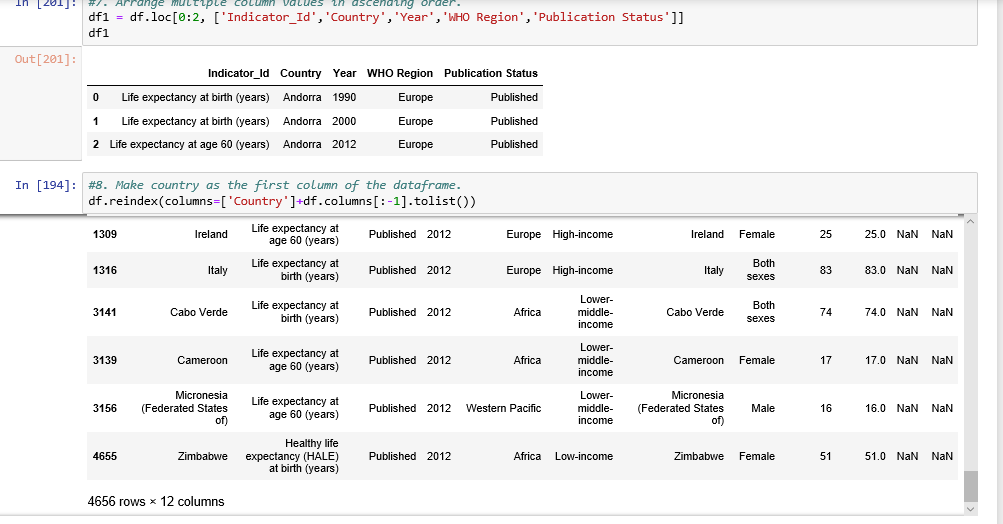 In [201]: #7. Arrange multiple column values in ascending order.
df1 = df.loc[0:2, ['Indicator_Id','Country','Year','WHO Region','Publication Status']]
df1
Out[201]:
Indicator_Id Country Year WHO Region Publication Status
0 Life expectancy at birth (years) Andorra 1990 Europe Published
1 Life expectancy at birth (years) Andorra 2000 Europe Published
2 Life expectancy at age 60 (years) Andorra 2012 Europe Published
In [194]: #8. Make country as the first column of the dataframe.
df.reindex(columns=['Country']+df.columns[:-1].tolist())
1309 Ireland Life expectancy at age 60 (years) Published 2012 Europe High-income Ireland Female 25 25.0 NaN NaN
1316 Italy Life expectancy at birth (years) Published 2012 Europe High-income Italy Both sexes 83 83.0 NaN NaN
3141 Cabo Verde Life expectancy at birth (years) Published 2012 Africa Lower-middle-income Cabo Verde Both sexes 74 74.0 NaN NaN
3139 Cameroon Life expectancy at age 60 (years) Published 2012 Africa Lower-middle-income Cameroon Female 17 17.0 NaN NaN
3156 Micronesia (Federated States of) Life expectancy at age 60 (years) Published 2012 Western Pacific Lower-middle-income Micronesia (Federated States of) Male 16 16.0 NaN NaN
4655 Zimbabwe Healthy life expectancy (HALE) at birth (years) Published 2012 Africa Low-income Zimbabwe Female 51 51.0 NaN NaN
4656 rows × 12 columns